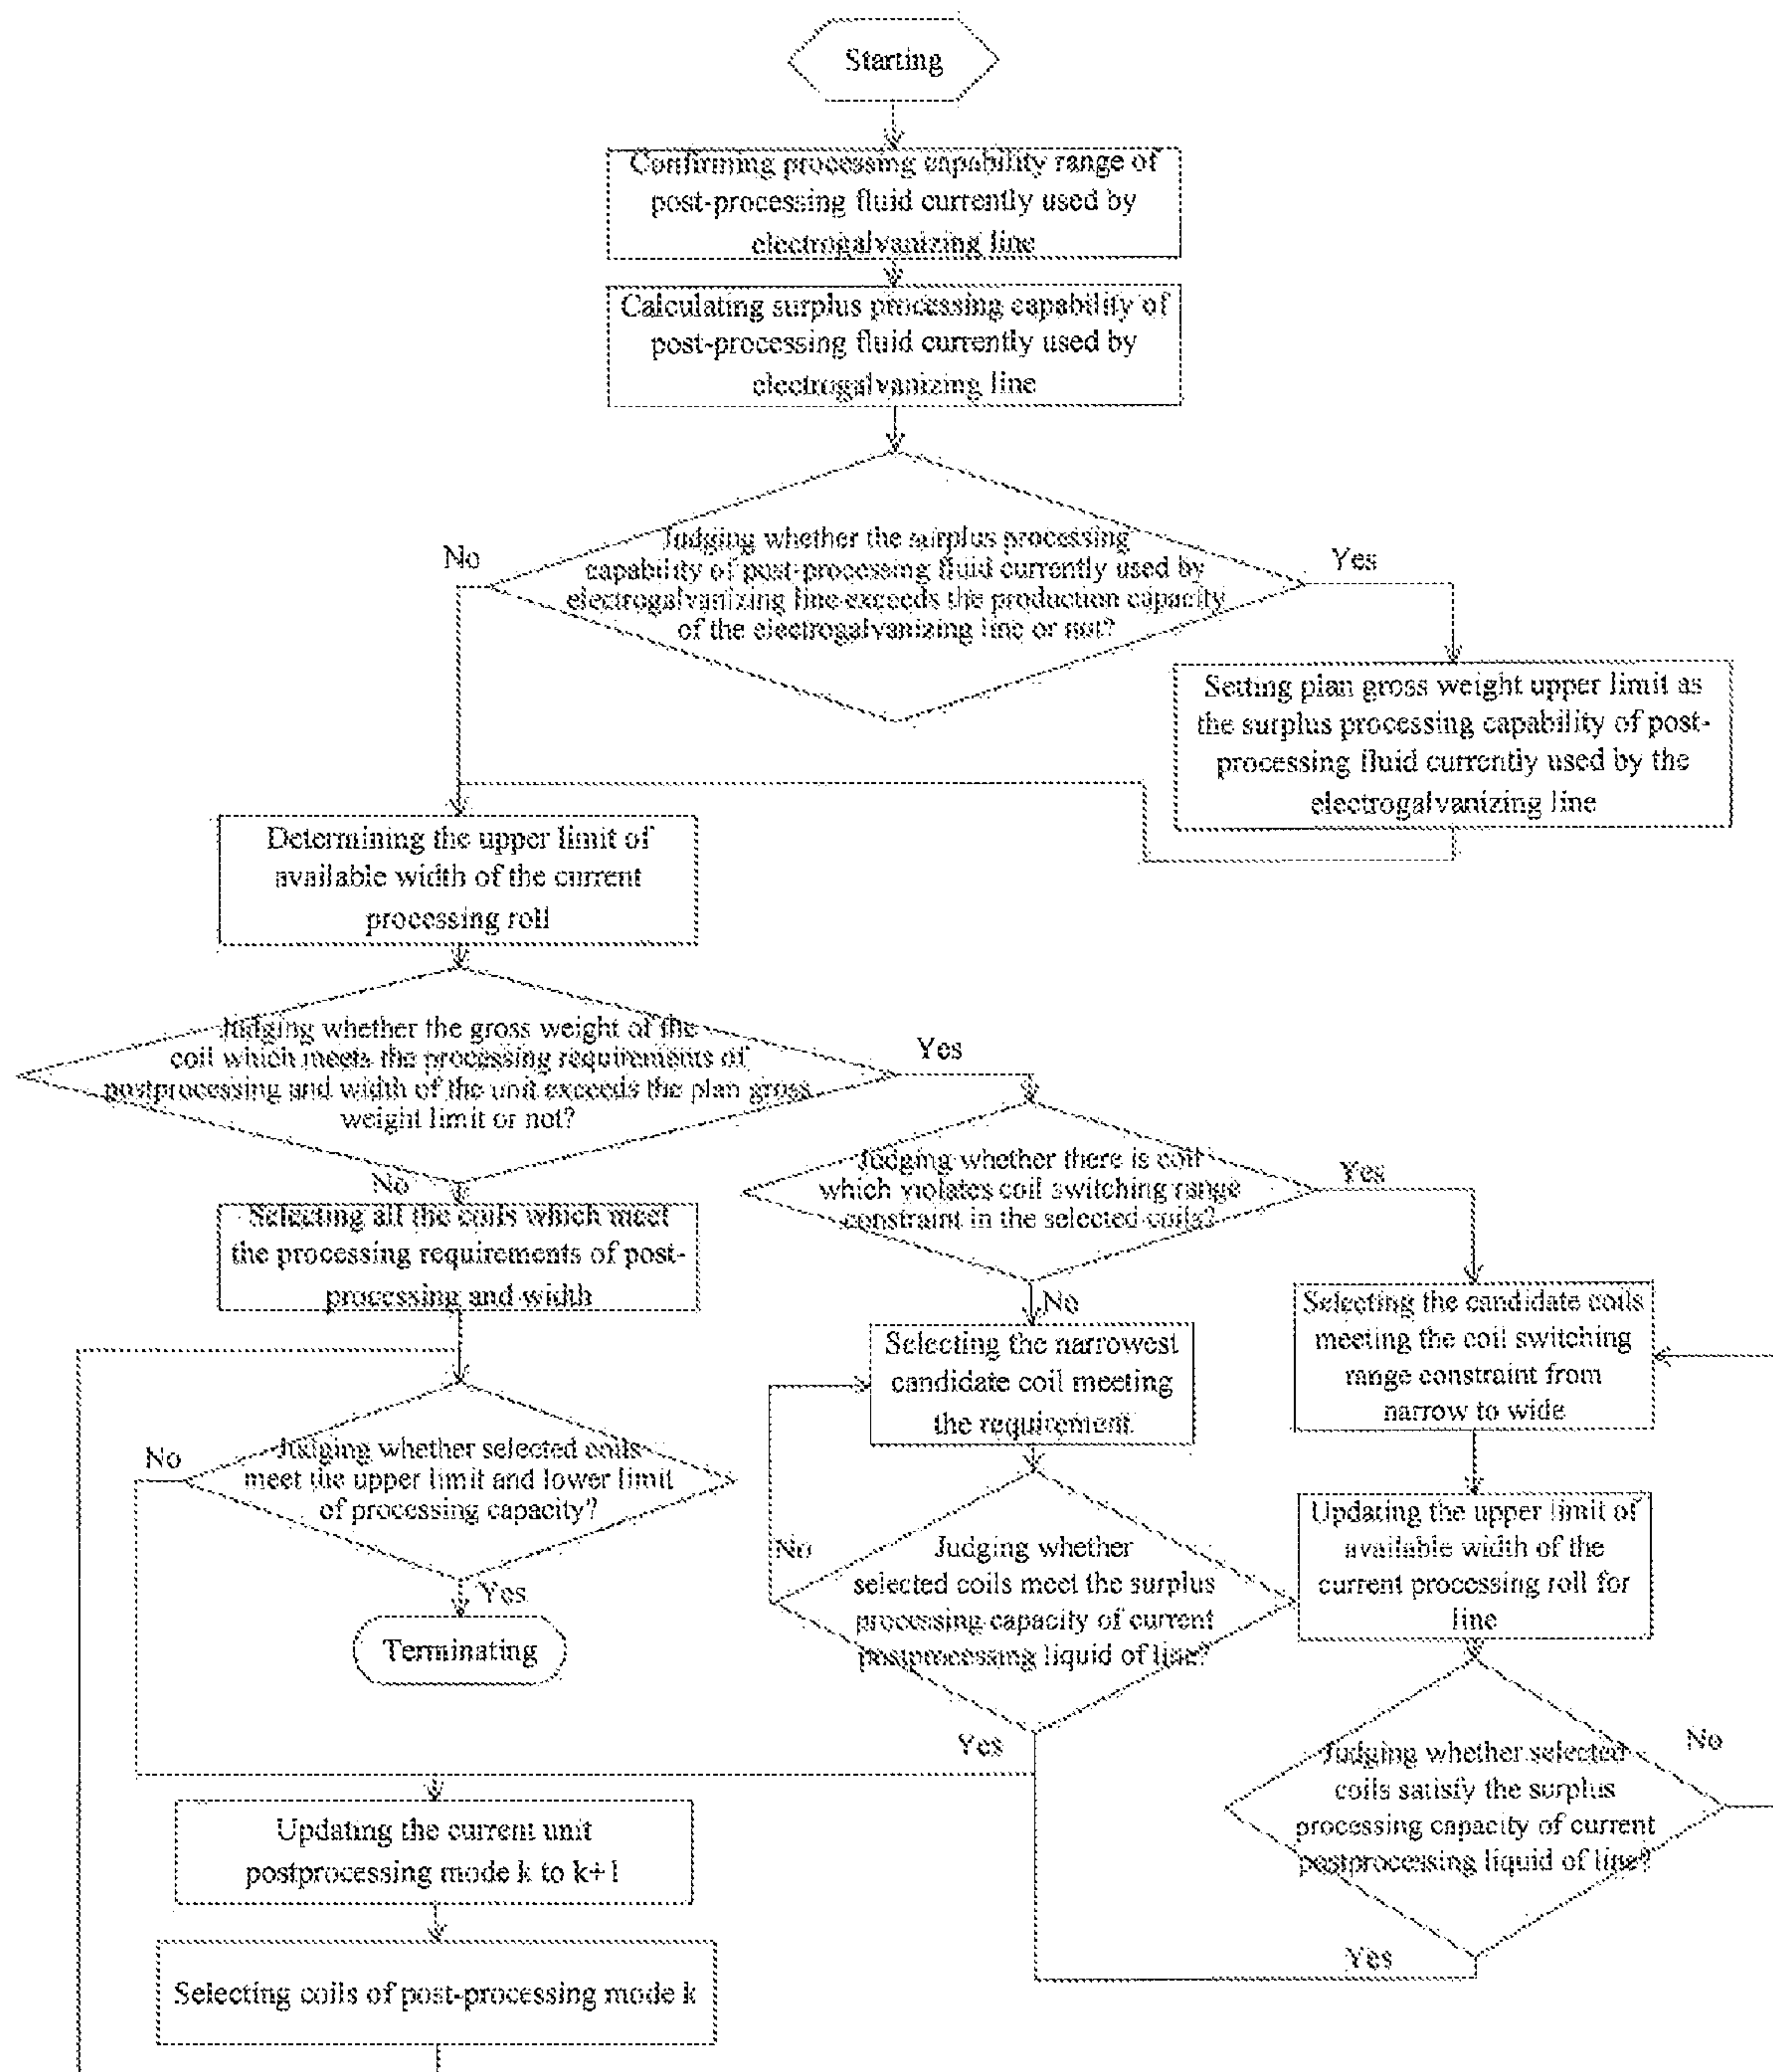 Starting
Confirming processing capability range of
post-processing fluid currently used by
electrogalvanizing line
Calculating surplus processing capability of
post-processing fluid currently used by
electrogalvanizing line
Judging whether the surplus processing
capability of post-processing fluid currently used by
electrogalvanizing line exceeds the production capacity
of the electrogalvanizing line or not?
No
Yes
Setting plan gross weight upper limit as
the surplus processing capability of post-
processing fluid currently used by the
electrogalvanizing line
Determining the upper limit of
available width of the current
processing roll
Judging whether the gross weight of the
coil which meets the processing requirements of
postprocessing and width of the unit exceeds the plan gross
weight limit or not?
Yes
No
Judging whether there is coil
which violates coil switching range
constraint in the selected coils?
Yes
No
Selecting all the coils which meet
the processing requirements of post-
processing and width
Selecting the narrowest
candidate coil meeting
the requirement
Selecting the candidate coils
meeting the coil switching
range constraint from
narrow to wide
Judging whether selected coils
meet the upper limit and lower limit
of processing capacity?
No
Yes
Terminating
Judging whether
selected coils meet the surplus
processing capacity of current
postprocessing liquid of line?
No
Yes
Updating the upper limit of
available width of the
current processing roll for
line
Judging whether selected
coils satisfy the surplus
processing capacity of current
postprocessing liquid of line?
No
Yes
Updating the current unit
postprocessing mode k to k+1
Selecting coils of post-processing mode k